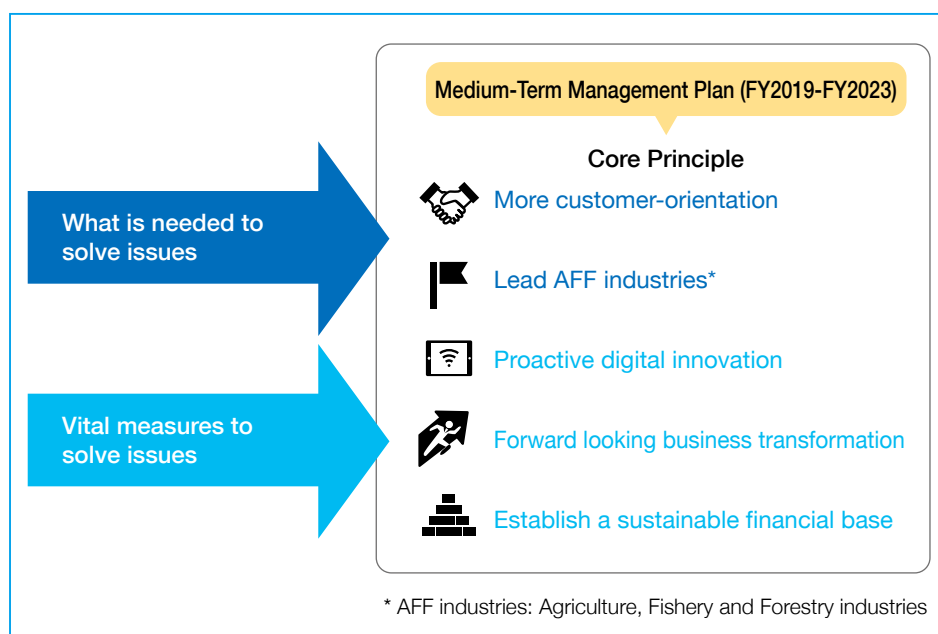 Medium-Term Management Plan (FY2019-FY2023)
Core Principle
What is needed to
solve issues
More customer-orientation
Lead AFF industries*
Vital measures to
solve issues
Proactive digital innovation
Forward looking business transformation
Establish a sustainable financial base
* AFF industries: Agriculture, Fishery and Forestry industries